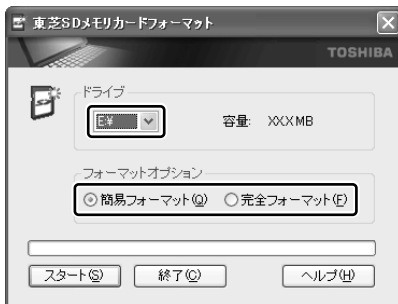 東芝SDメモリカードフォーマット
TOSHIBA
ドライブ
E:¥ 容量: XXXMB
フォーマットオプション
簡易フォーマット(Q) 完全フォーマット(F)
スタート(S) 終了(C) ヘルプ(H)